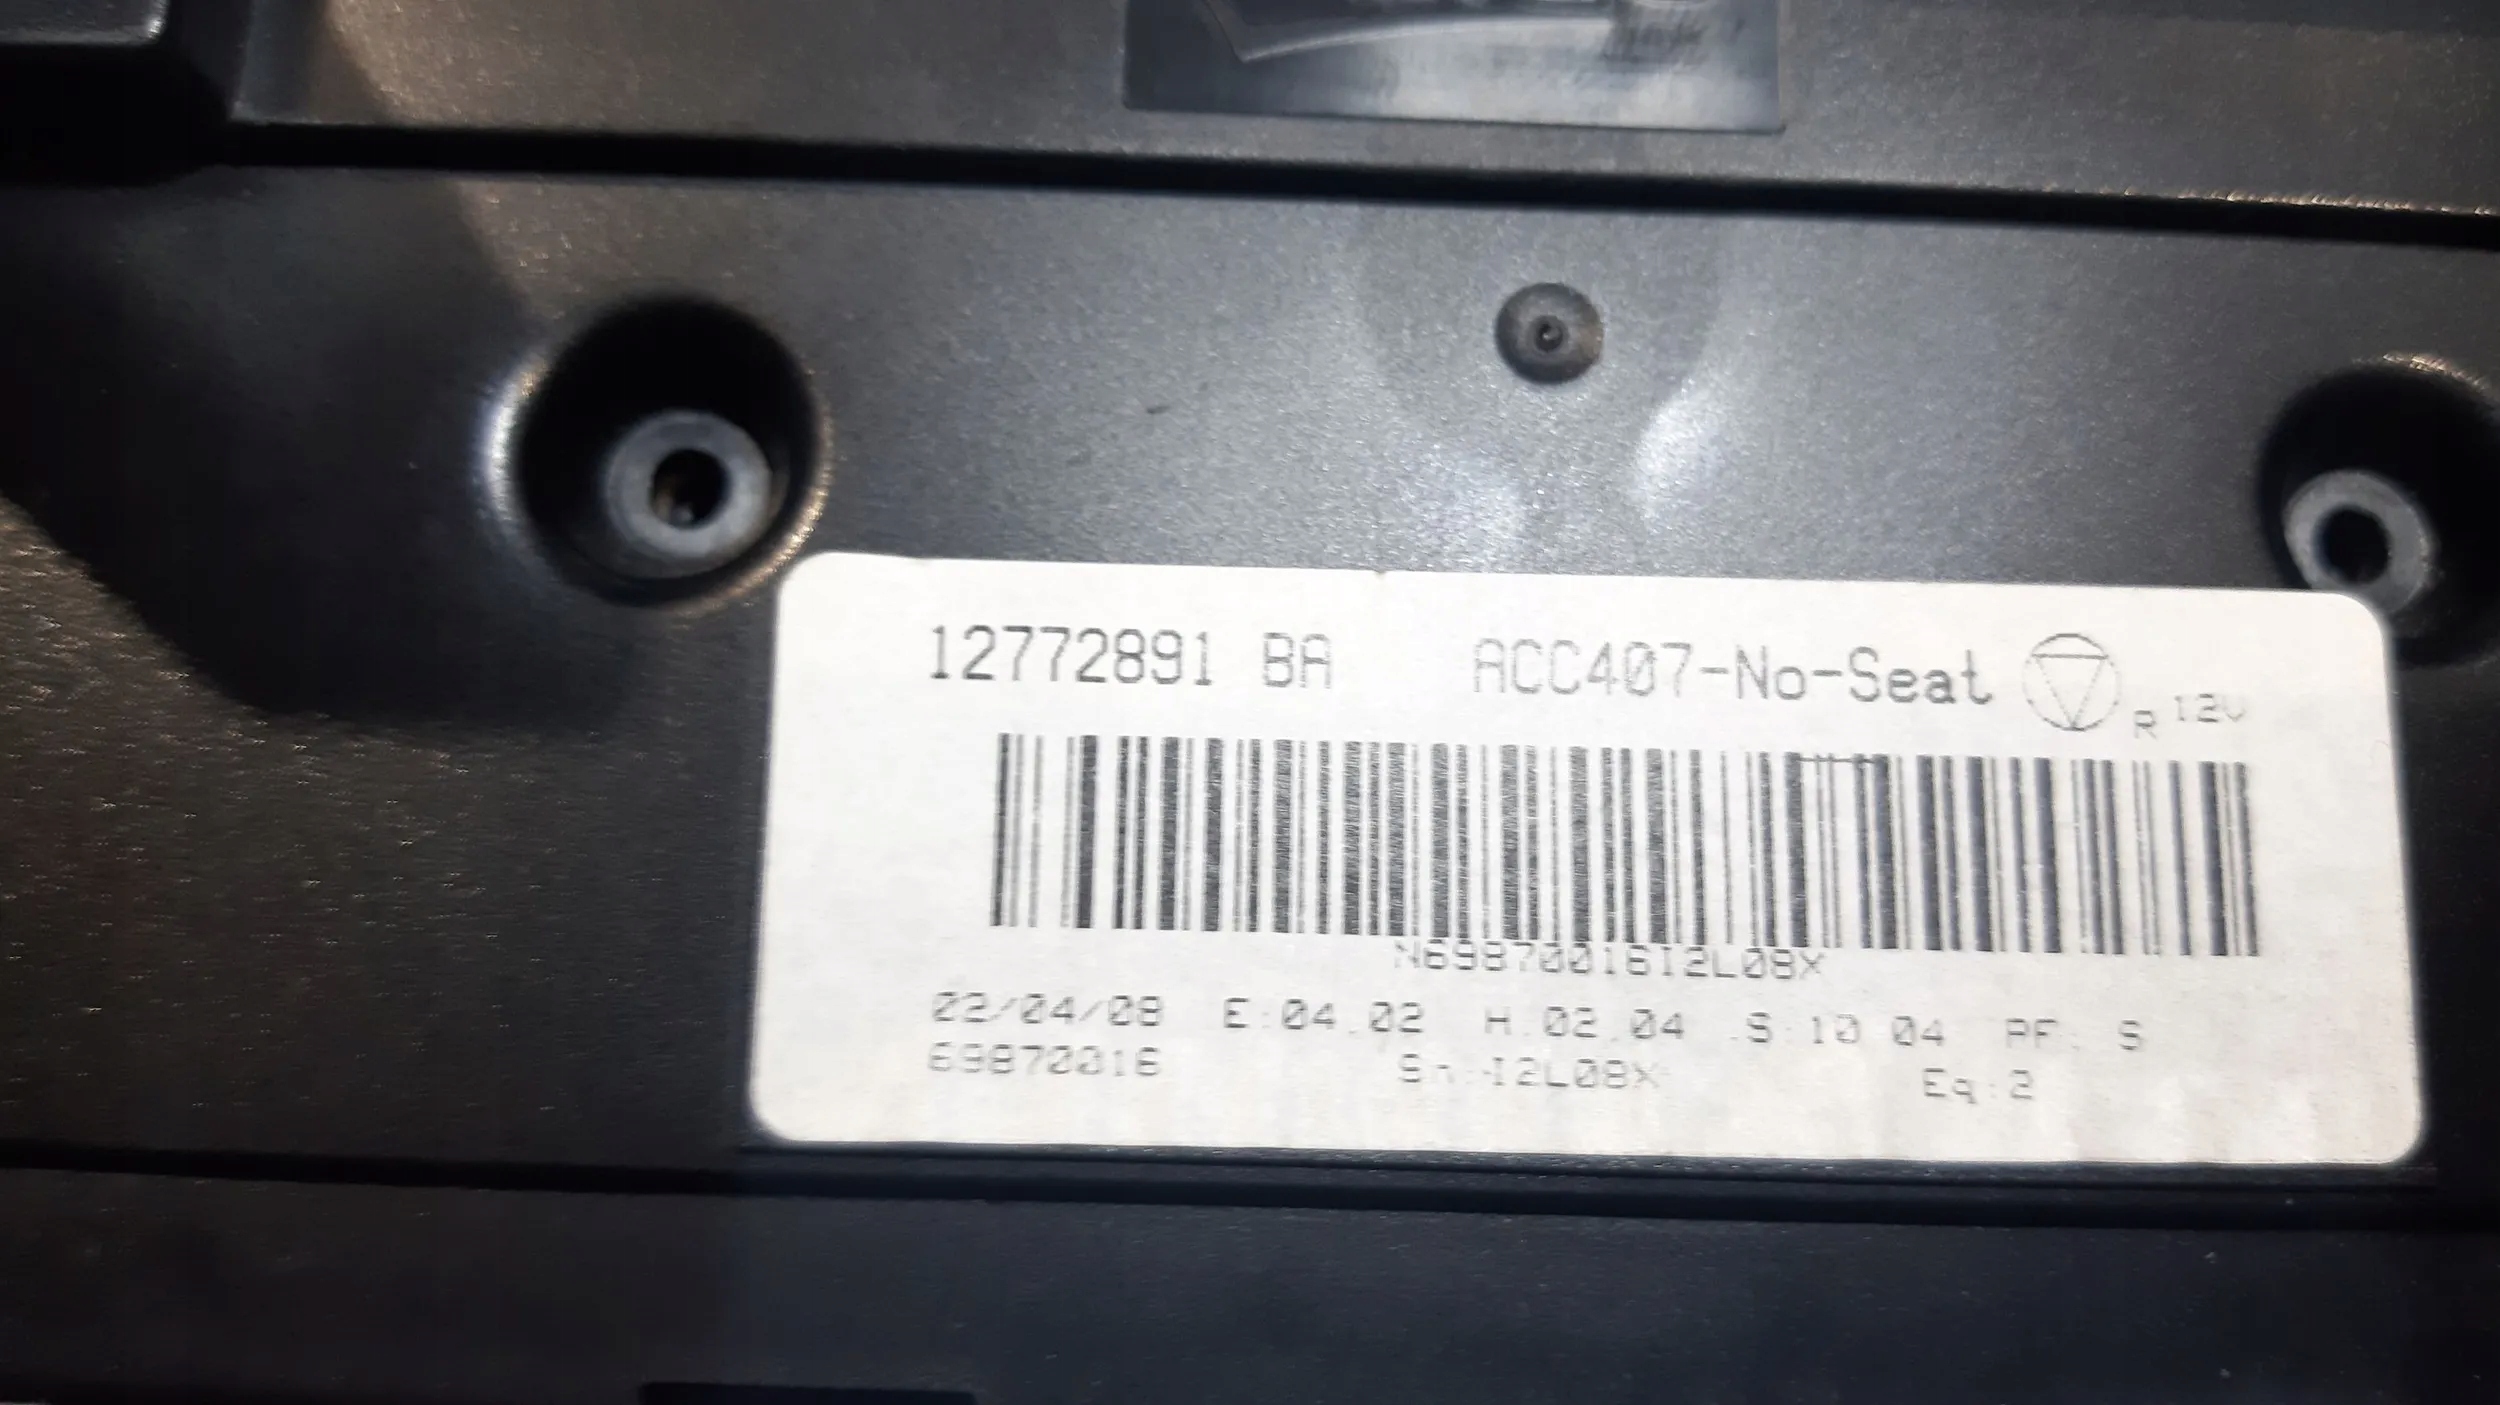 12772891 BA ACC407-No-Seat R 12V
N69870016I2L08X
02/04/08 E:04.02 H:02.04 S:10.04 PF: S
69870016 Sn:I2L08X Eq:2